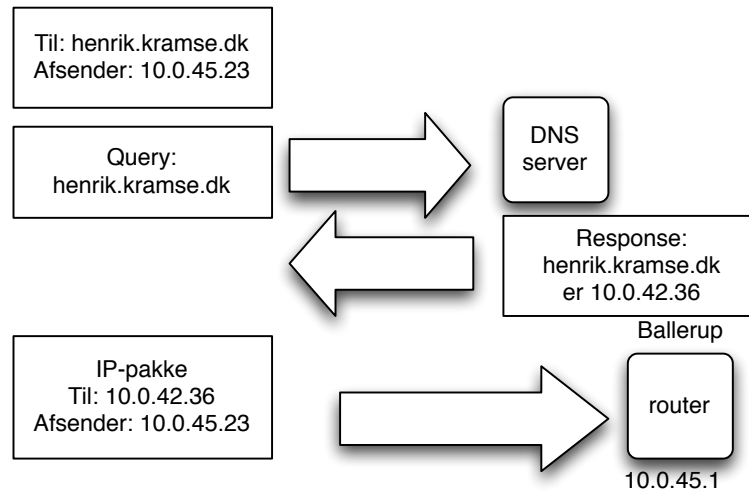 Til: henrik.kramse.dk
Afsender: 10.0.45.23
Query:
henrik.kramse.dk
DNS
server
Response:
henrik.kramse.dk
er 10.0.42.36
Ballerup
IP-pakke
Til: 10.0.42.36
Afsender: 10.0.45.23
router
10.0.45.1